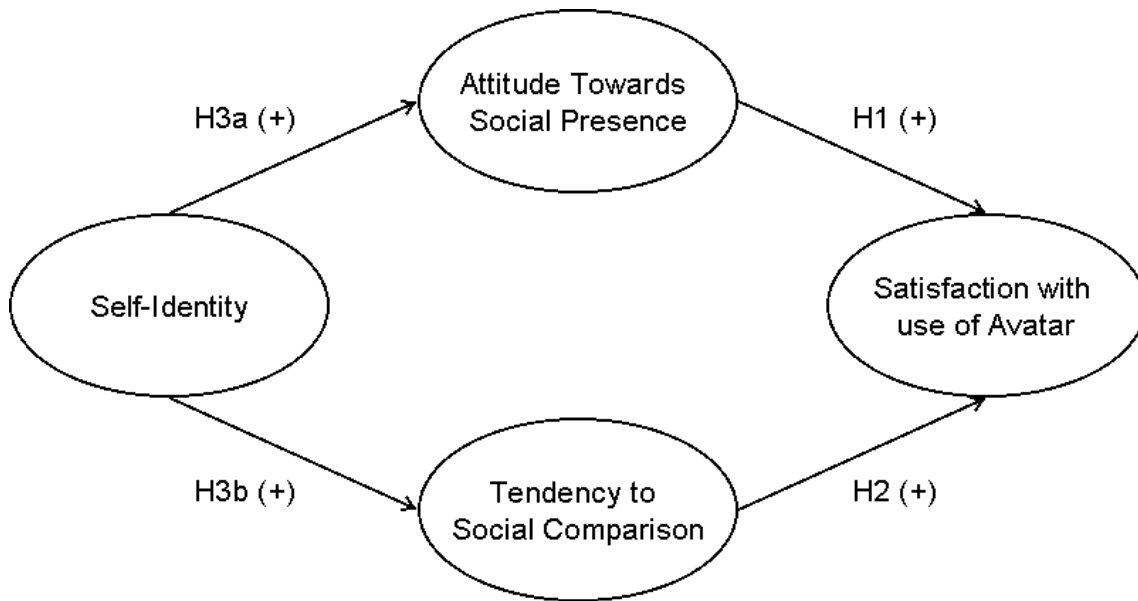 Attitude Towards
Social Presence
H3a (+)
H1 (+)
Self-Identity
Satisfaction with
use of Avatar
H3b (+)
Tendency to
Social Comparison
H2 (+)